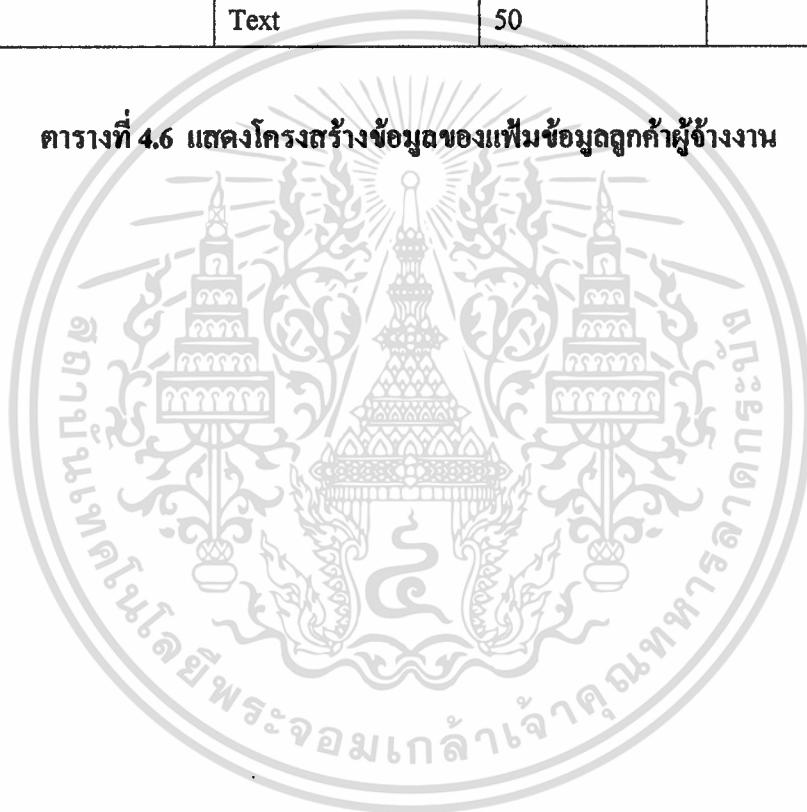 Text 50
ตารางที่ 4.6 แสดงโครงสร้างข้อมูลของแฟ้มข้อมูลลูกค้าผู้จ้างงาน
สถาบันเทคโนโลยีพระจอมเกล้าเจ้าคุณทหารลาดกระบัง
๔